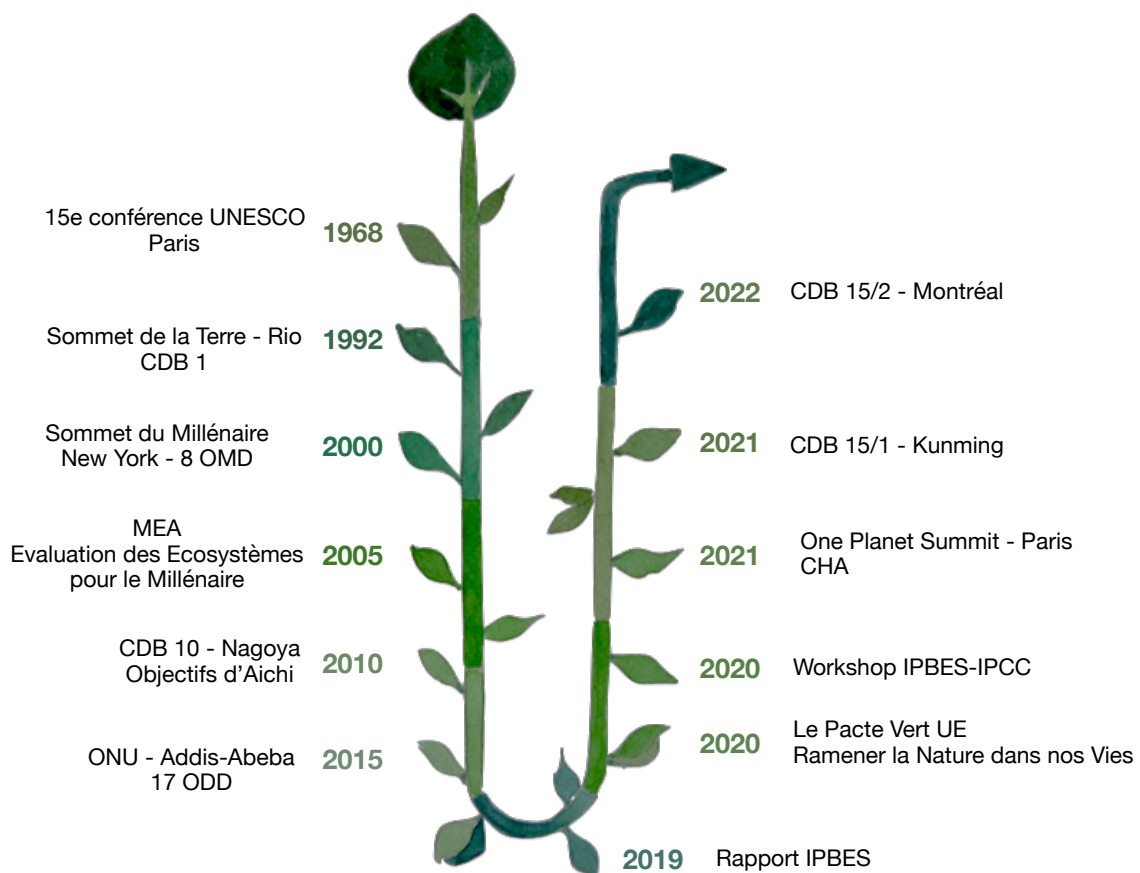 15e conférence UNESCO
Paris
1968
Sommet de la Terre - Rio
CDB 1
1992
Sommet du Millénaire
New York - 8 OMD
2000
MEA
Evaluation des Ecosystèmes
pour le Millénaire
2005
CDB 10 - Nagoya
Objectifs d’Aichi
2010
ONU - Addis-Abeba
17 ODD
2015
2019 Rapport IPBES
2020 Le Pacte Vert UE
Ramener la Nature dans nos Vies
2020 Workshop IPBES-IPCC
2021 One Planet Summit - Paris
CHA
2021 CDB 15/1 - Kunming
2022 CDB 15/2 - Montréal